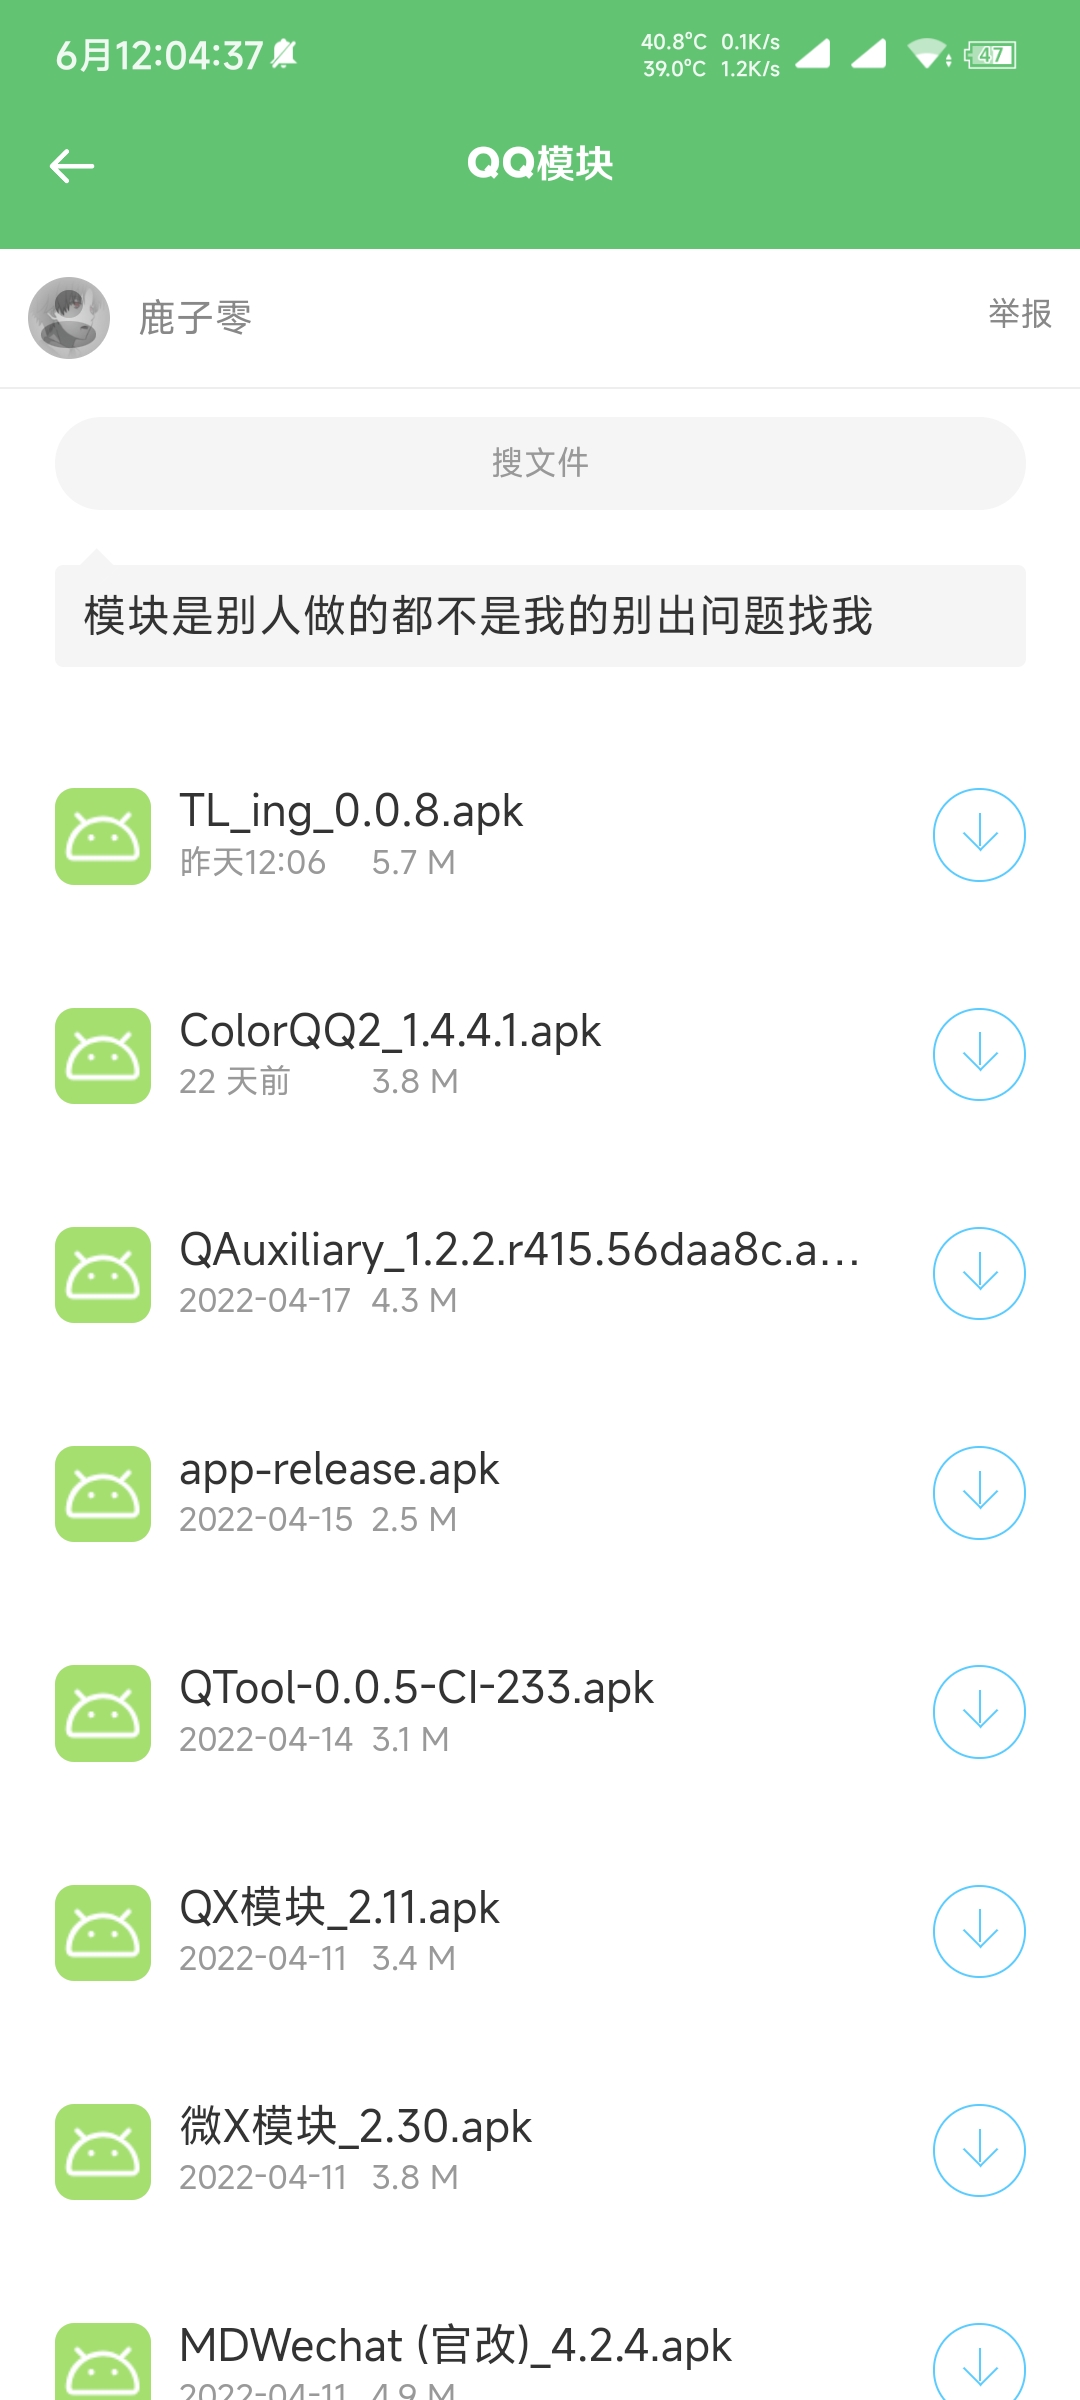 6月12:04:37
40.8°C 0.1K/s
39.0°C 1.2K/s
47
QQ模块
鹿子零
举报
搜文件
模块是别人做的都不是我的别出问题找我
TL_ing_0.0.8.apk
昨天12:06 5.7 M
ColorQQ2_1.4.4.1.apk
22 天前 3.8 M
QAuxiliary_1.2.2.r415.56daa8c.a...
2022-04-17 4.3 M
app-release.apk
2022-04-15 2.5 M
QTool-0.0.5-CI-233.apk
2022-04-14 3.1 M
QX模块_2.11.apk
2022-04-11 3.4 M
微X模块_2.30.apk
2022-04-11 3.8 M
MDWechat (官改)_4.2.4.apk
2022-04-11 4.9 M